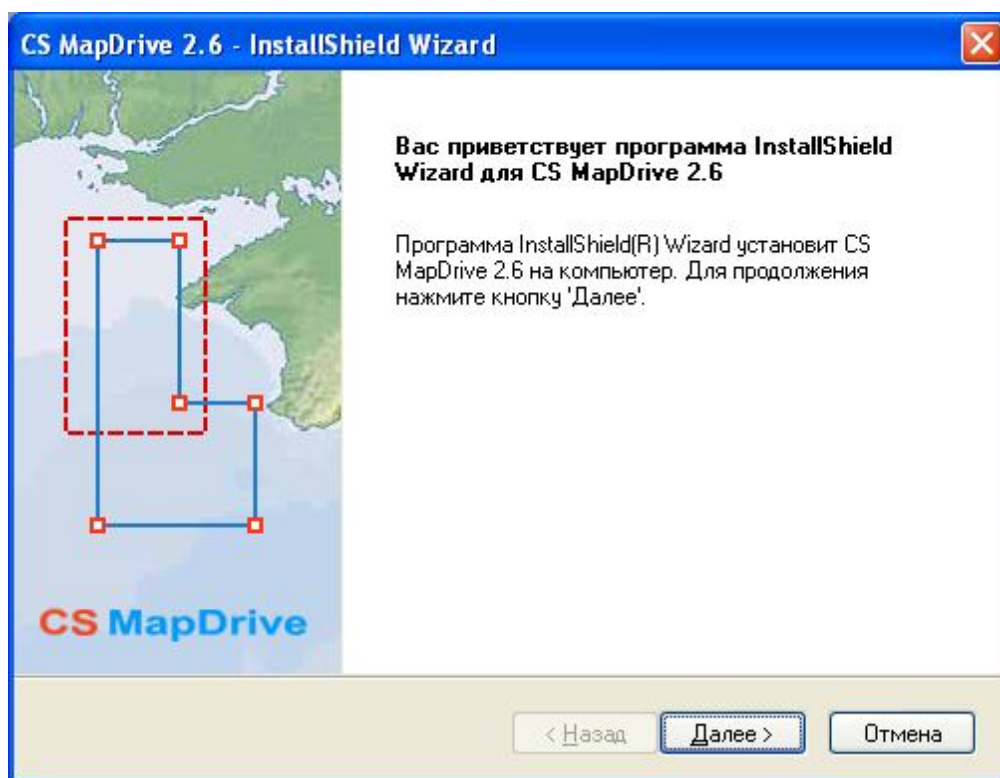 CS MapDrive 2.6 - InstallShield Wizard
Вас приветствует программа InstallShield
Wizard для CS MapDrive 2.6
Программа InstallShield(R) Wizard установит CS
MapDrive 2.6 на компьютер. Для продолжения
нажмите кнопку 'Далее'.
CS MapDrive
< Назад
Далее >
Отмена